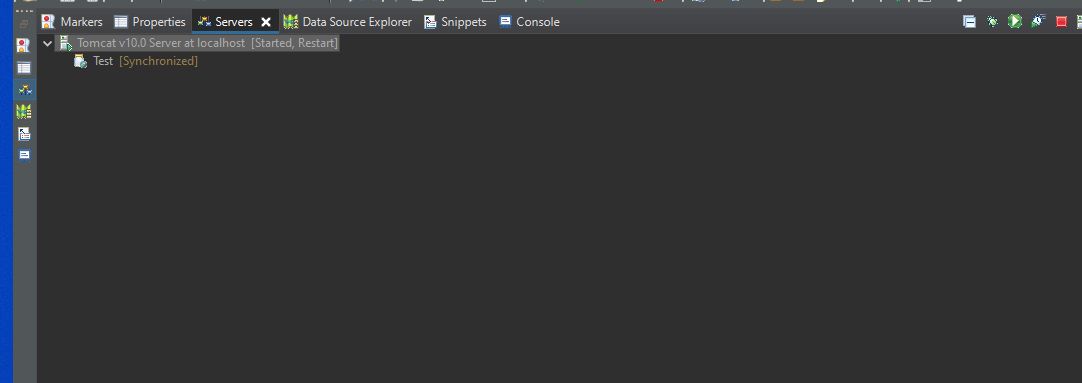 Markers Properties Servers Data Source Explorer Snippets Console
Tomcat v10.0 Server at localhost [Started, Restart]
Test [Synchronized]